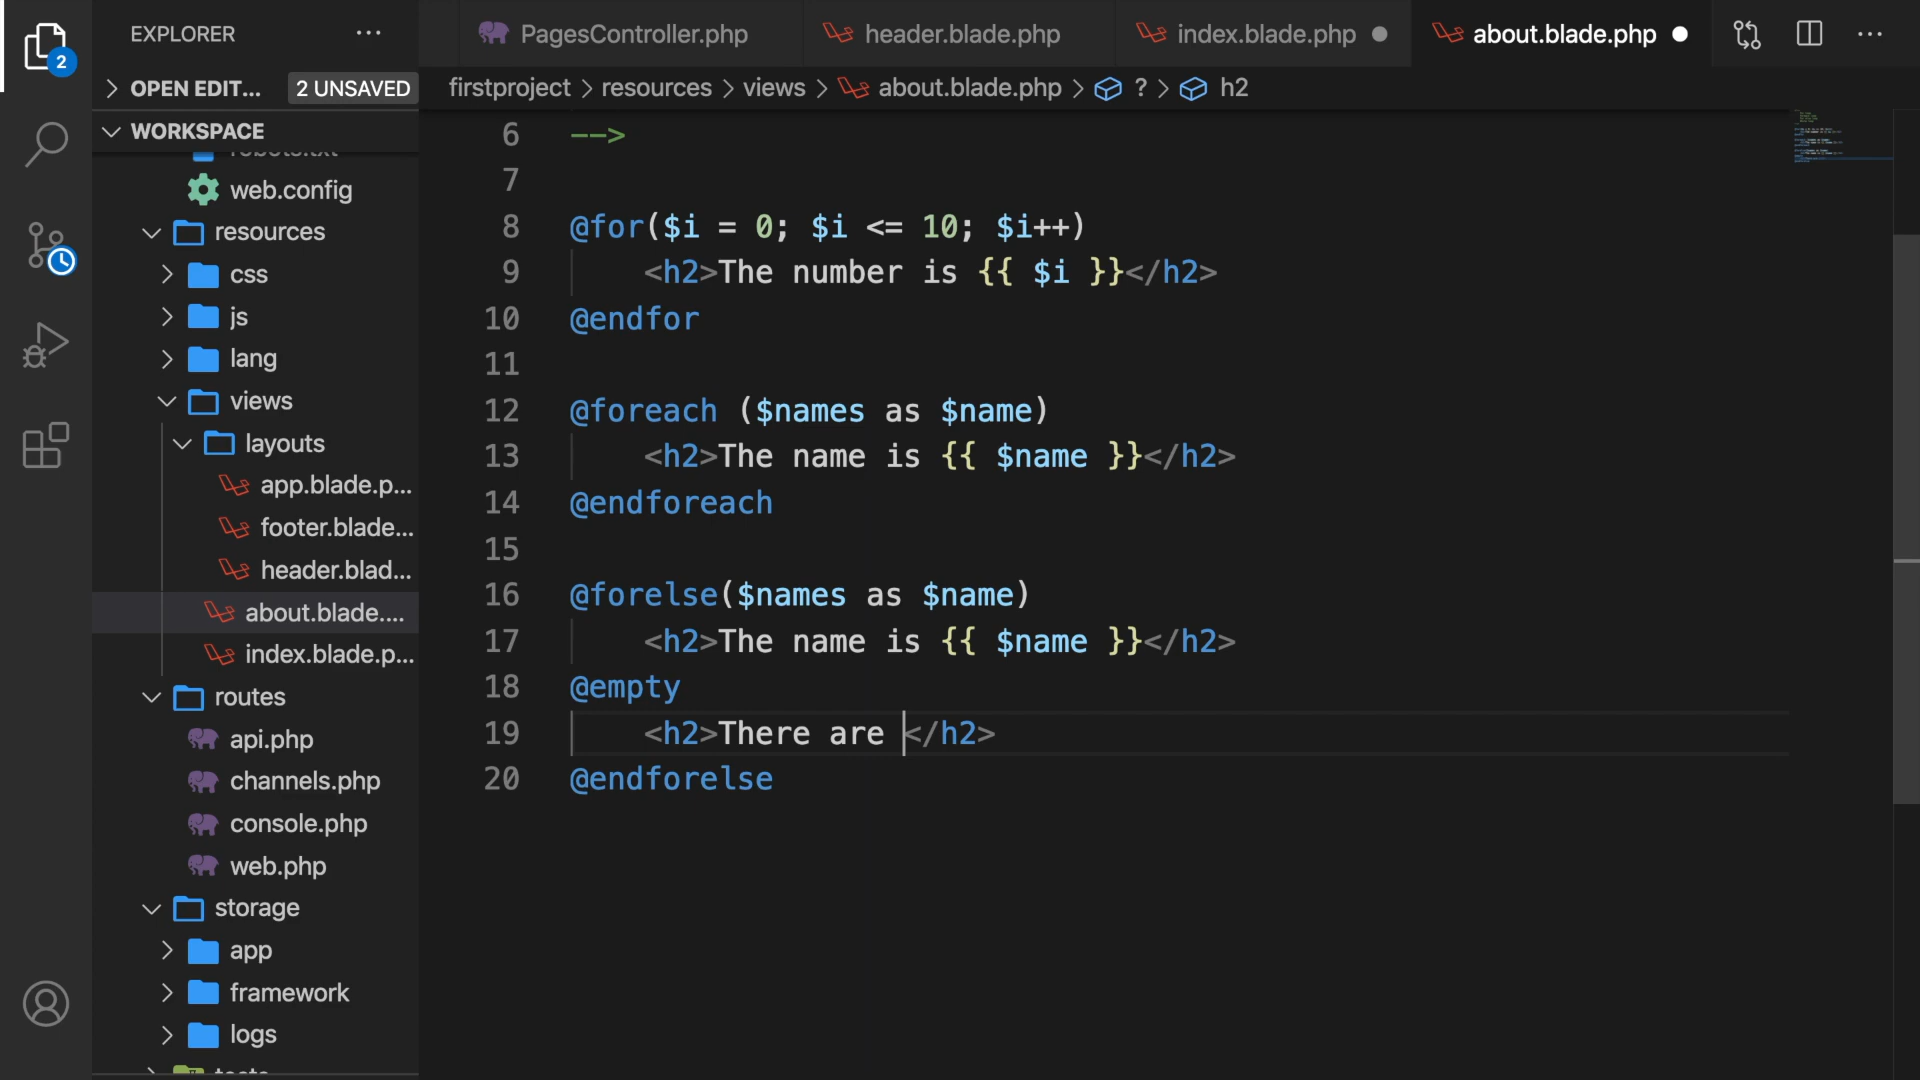 EXPLORER
PagesController.php
header.blade.php
index.blade.php
about.blade.php
2
OPEN EDIT...
2 UNSAVED
firstproject > resources > views > about.blade.php > ? > h2
WORKSPACE
robots.txt
web.config
resources
css
js
lang
views
layouts
app.blade.p...
footer.blade...
header.blad...
about.blade....
index.blade.p...
routes
api.php
channels.php
console.php
web.php
storage
app
framework
logs
tests
6 -->
7
8 @for($i = 0; $i <= 10; $i++)
9 <h2>The number is {{ $i }}</h2>
10 @endfor
11
12 @foreach ($names as $name)
13 <h2>The name is {{ $name }}</h2>
14 @endforeach
15
16 @forelse($names as $name)
17 <h2>The name is {{ $name }}</h2>
18 @empty
19 <h2>There are </h2>
20 @endforelse